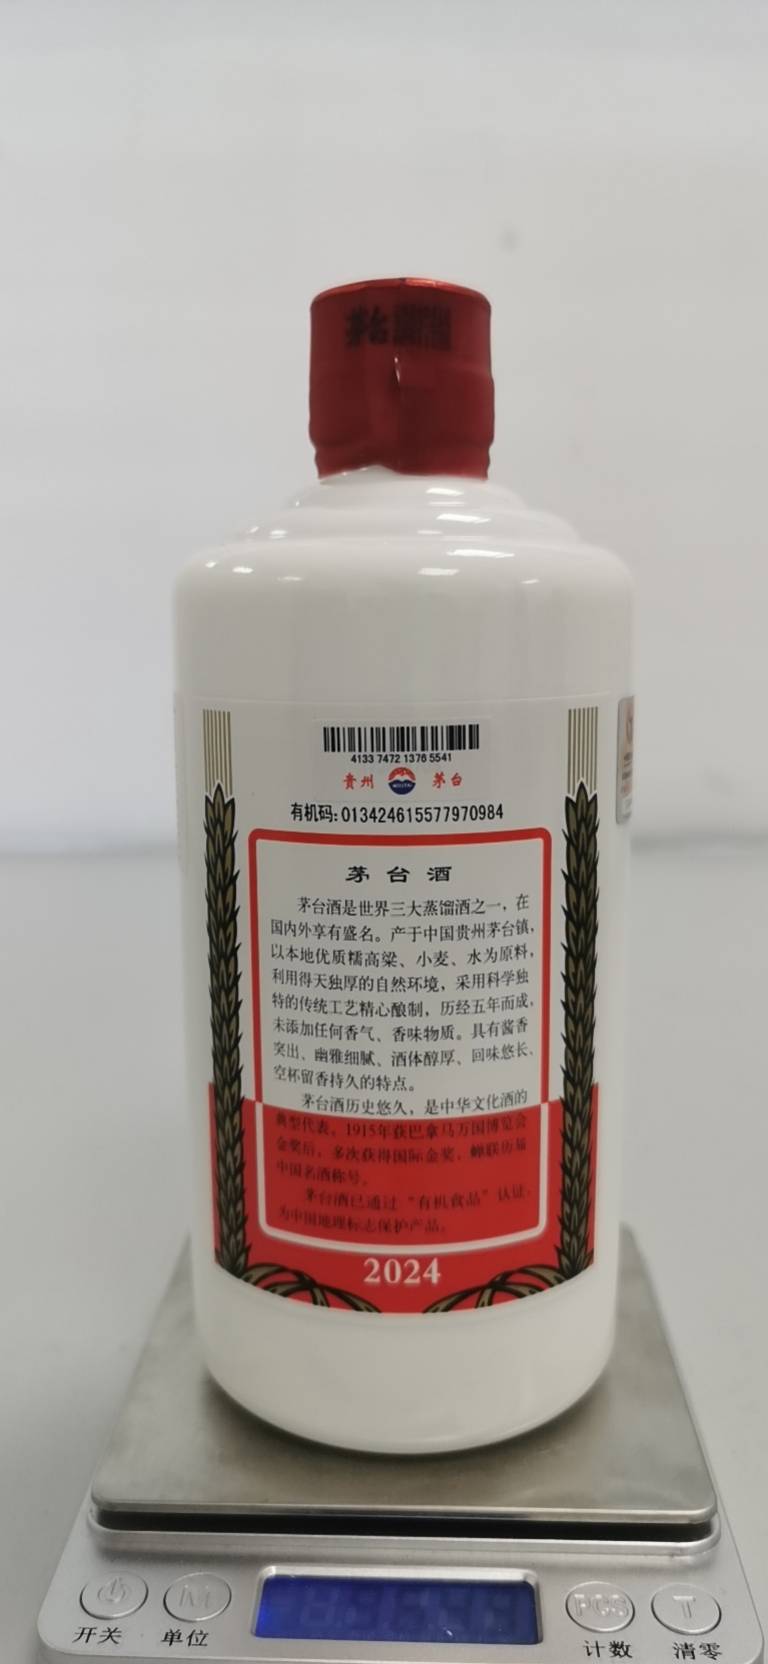 茅台
4133 7472 1376 5541
贵州 MOUTAI 茅台
有机码:013424615577970984
茅台酒
茅台酒是世界三大蒸馏酒之一，在
国内外享有盛名。产于中国贵州茅台镇，
以本地优质糯高粱、小麦、水为原料，
利用得天独厚的自然环境，采用科学独
特的传统工艺精心酿制，历经五年而成，
未添加任何香气、香味物质。具有酱香
突出、幽雅细腻、酒体醇厚、回味悠长、
空杯留香持久的特点。
茅台酒历史悠久，是中华文化酒的
典型代表。1915年获巴拿马万国博览会
金奖后，多次获得国际金奖，蝉联历届
中国名酒称号。
茅台酒已通过“有机食品”认证，
为中国地理标志保护产品。
2024
M PCS T
开关 单位 计数 清零